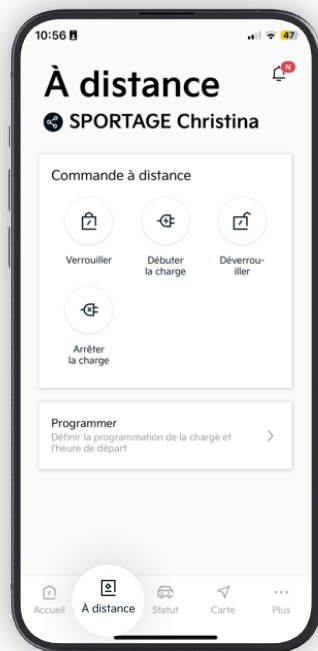 10:56
47
À distance
N
SPORTAGE Christina
Commande à distance
Verrouiller
Débuter
la charge
Déverrou-
iller
Arrêter
la charge
Programmer
Définir la programmation de la charge et
l'heure de départ
Accueil
À distance
Statut
Carte
Plus